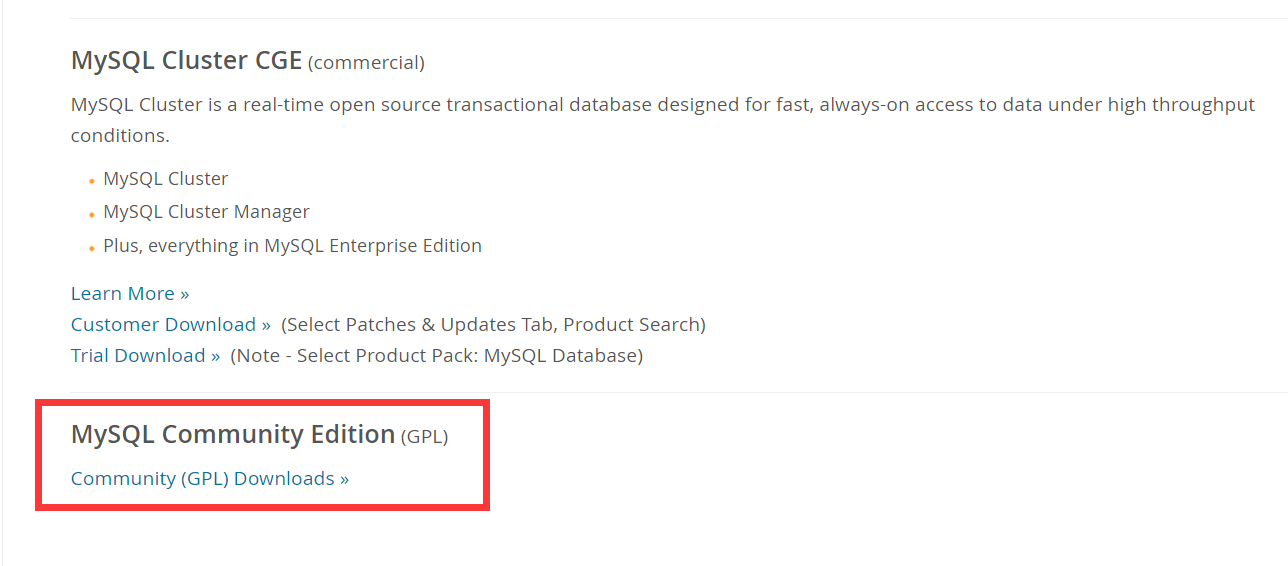 MySQL Cluster CGE (commercial)
MySQL Cluster is a real-time open source transactional database designed for fast, always-on access to data under high throughput
conditions.
MySQL Cluster
MySQL Cluster Manager
Plus, everything in MySQL Enterprise Edition
Learn More »
Customer Download » (Select Patches & Updates Tab, Product Search)
Trial Download » (Note - Select Product Pack: MySQL Database)
MySQL Community Edition (GPL)
Community (GPL) Downloads »